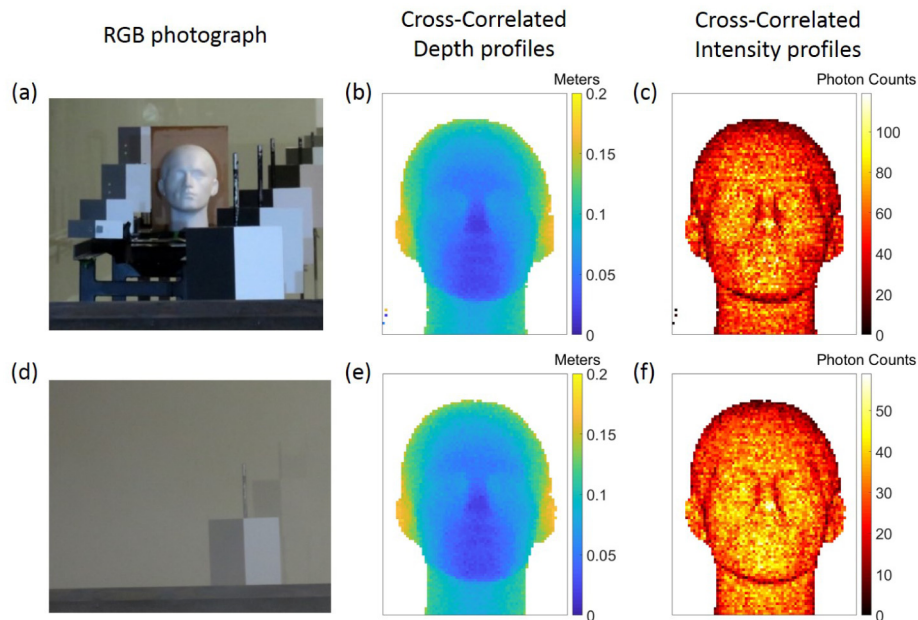 RGB photograph
Cross-Correlated
Depth profiles
Cross-Correlated
Intensity profiles
(a)
(b)
Meters
0.2
0.15
0.1
0.05
0
(c)
Photon Counts
120
100
80
60
40
20
0
(d)
(e)
Meters
0.2
0.15
0.1
0.05
0
(f)
Photon Counts
50
40
30
20
10
0